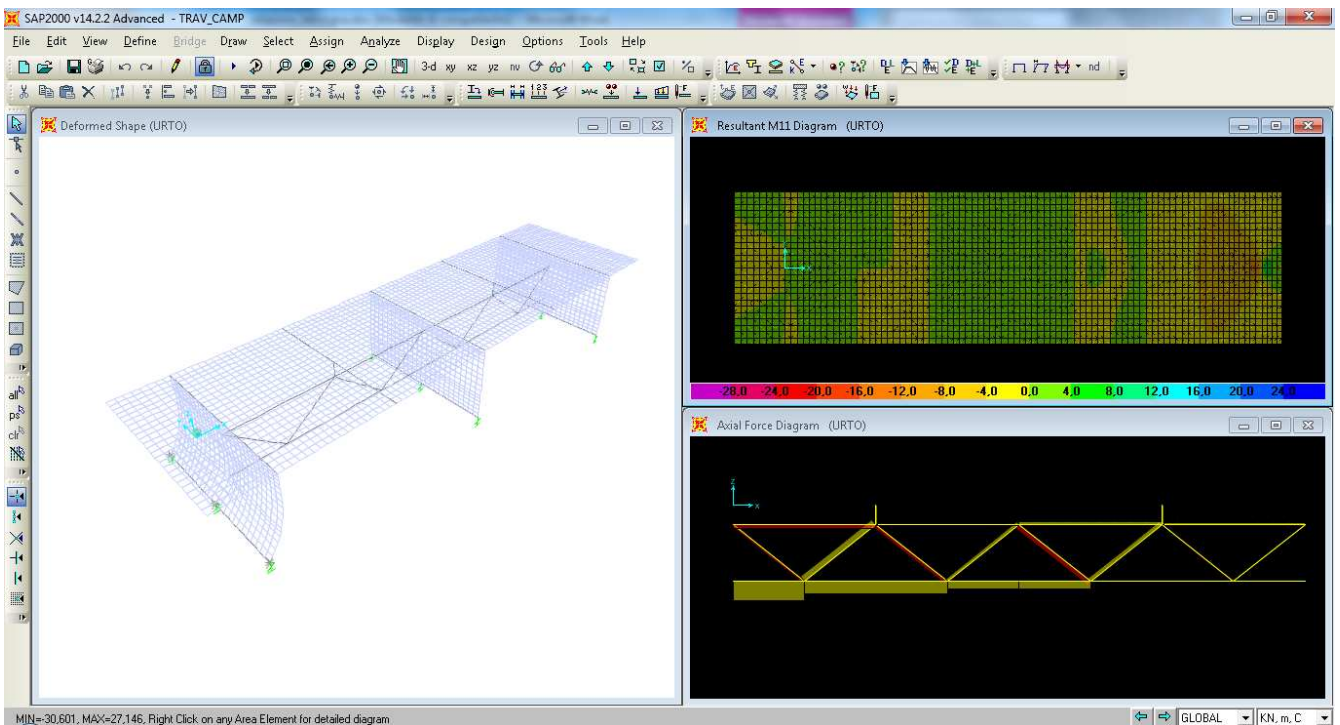 SAP2000 v14.2.2 Advanced - TRAV_CAMP
File Edit View Define Bridge Draw Select Assign Analyze Display Design Options Tools Help
3-d xy xz yz nv
nd
Deformed Shape (URTO)
Resultant M11 Diagram (URTO)
all
ps
clr
-28,0 -24,0 -20,0 -16,0 -12,0 -8,0 -4,0 0,0 4,0 8,0 12,0 16,0 20,0 24,0
Axial Force Diagram (URTO)
MIN=-30,601, MAX=27,146, Right Click on any Area Element for detailed diagram
GLOBAL
KN, m, C